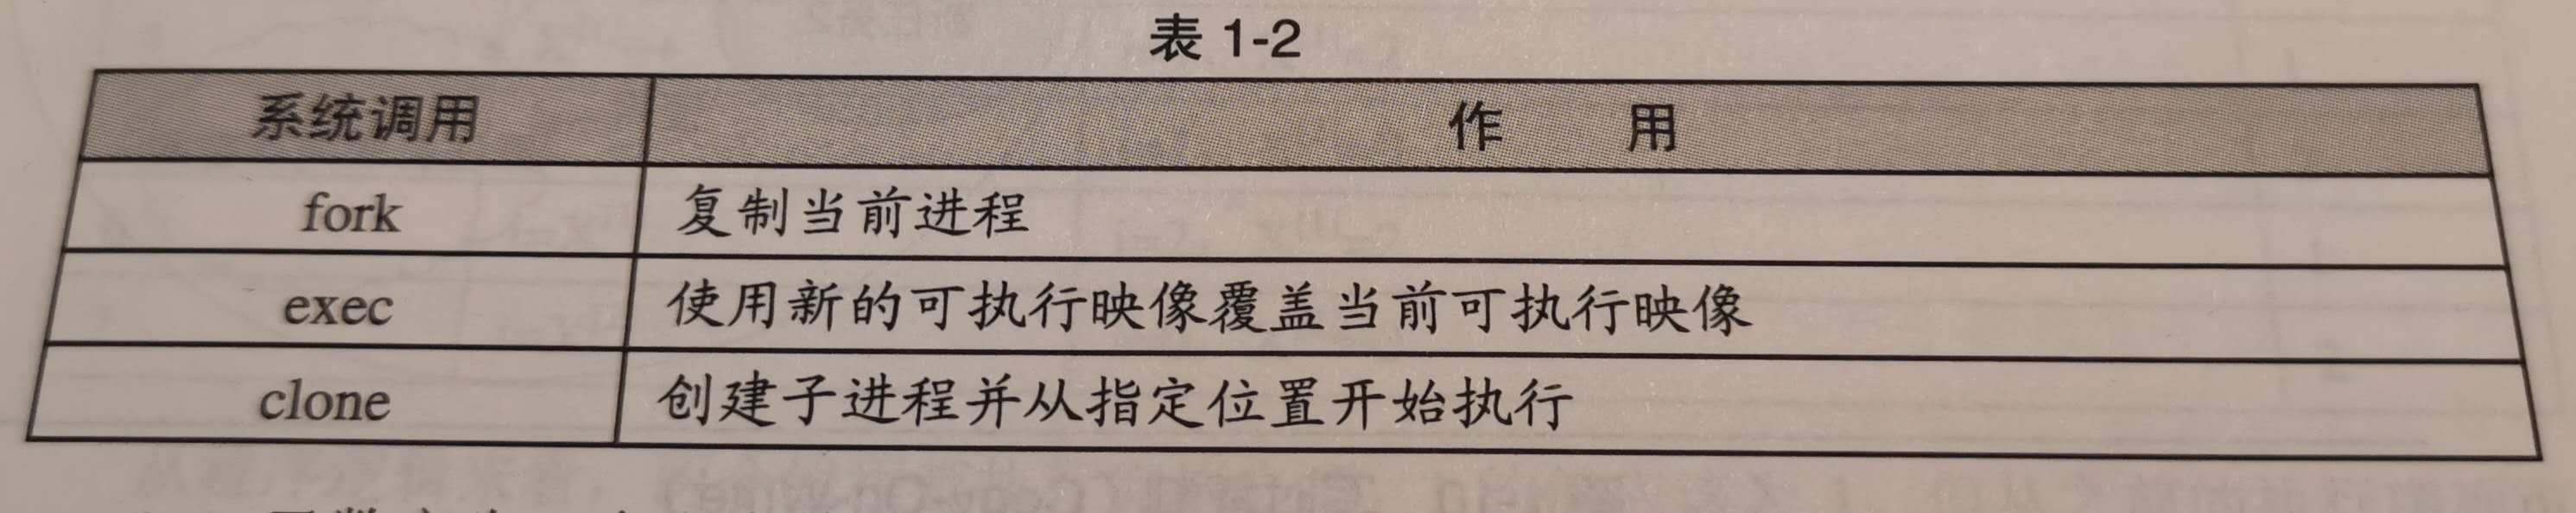 表 1-2
系统调用 作 用
fork 复制当前进程
exec 使用新的可执行映像覆盖当前可执行映像
clone 创建子进程并从指定位置开始执行